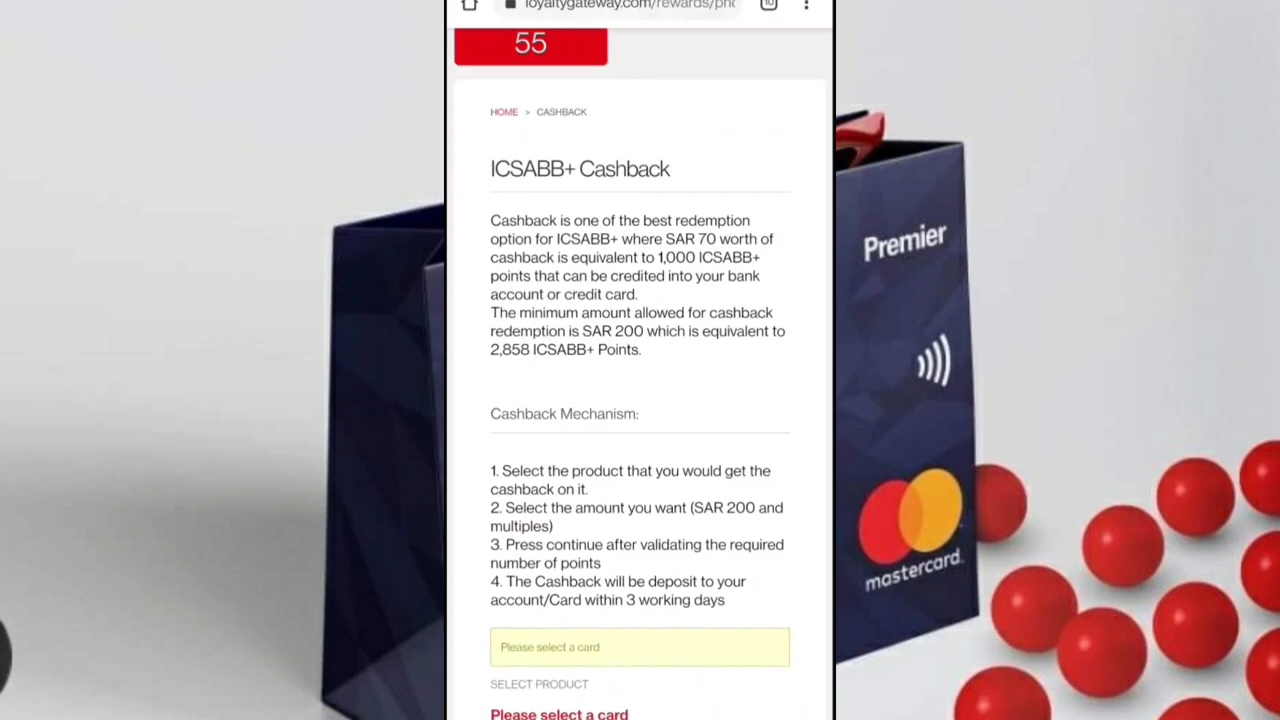 loyaltygateway.com/rewards/pho
10
55
HOME > CASHBACK
ICSABB+ Cashback
Cashback is one of the best redemption
option for ICSABB+ where SAR 70 worth of
cashback is equivalent to 1,000 ICSABB+
points that can be credited into your bank
account or credit card.
The minimum amount allowed for cashback
redemption is SAR 200 which is equivalent to
2,858 ICSABB+ Points.
Cashback Mechanism:
1. Select the product that you would get the
cashback on it.
2. Select the amount you want (SAR 200 and
multiples)
3. Press continue after validating the required
number of points
4. The Cashback will be deposit to your
account/Card within 3 working days
Please select a card
SELECT PRODUCT
Please select a card
Premier
mastercard.